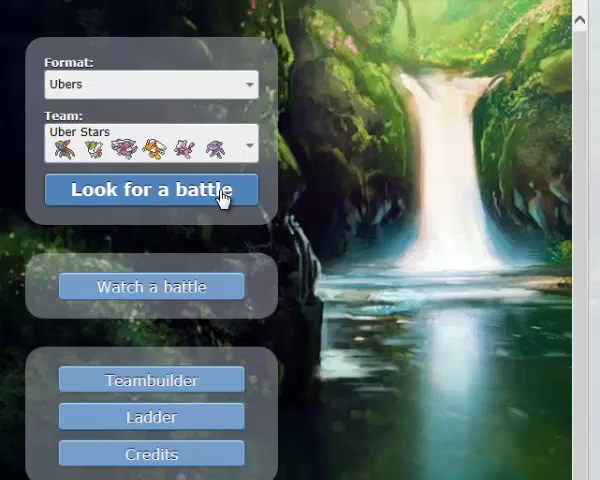 Format:
Ubers
Team:
Uber Stars
Look for a battle
Watch a battle
Teambuilder
Ladder
Credits